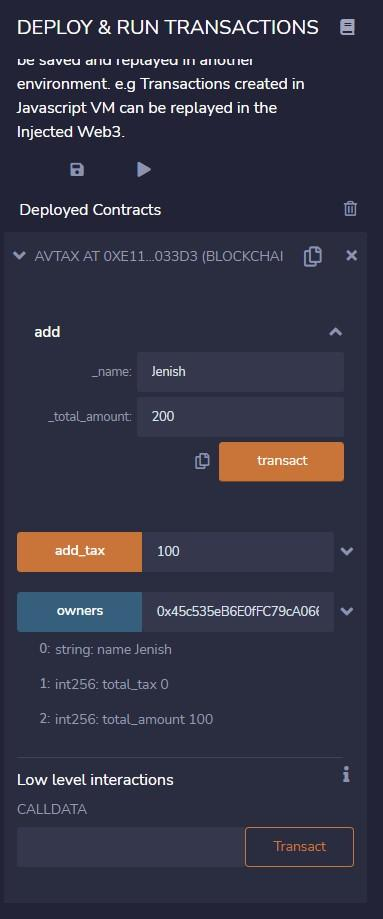 DEPLOY & RUN TRANSACTIONS
be saved and replayed in another
environment. e.g Transactions created in
Javascript VM can be replayed in the
Injected Web3.
Deployed Contracts
AVTAX AT 0XE11...033D3 (BLOCKCHAI
add
_name: Jenish
_total_amount: 200
transact
add_tax 100
owners 0x45c535eB6E0fFC79cA066
0: string: name Jenish
1: int256: total_tax 0
2: int256: total_amount 100
Low level interactions
CALLDATA
Transact